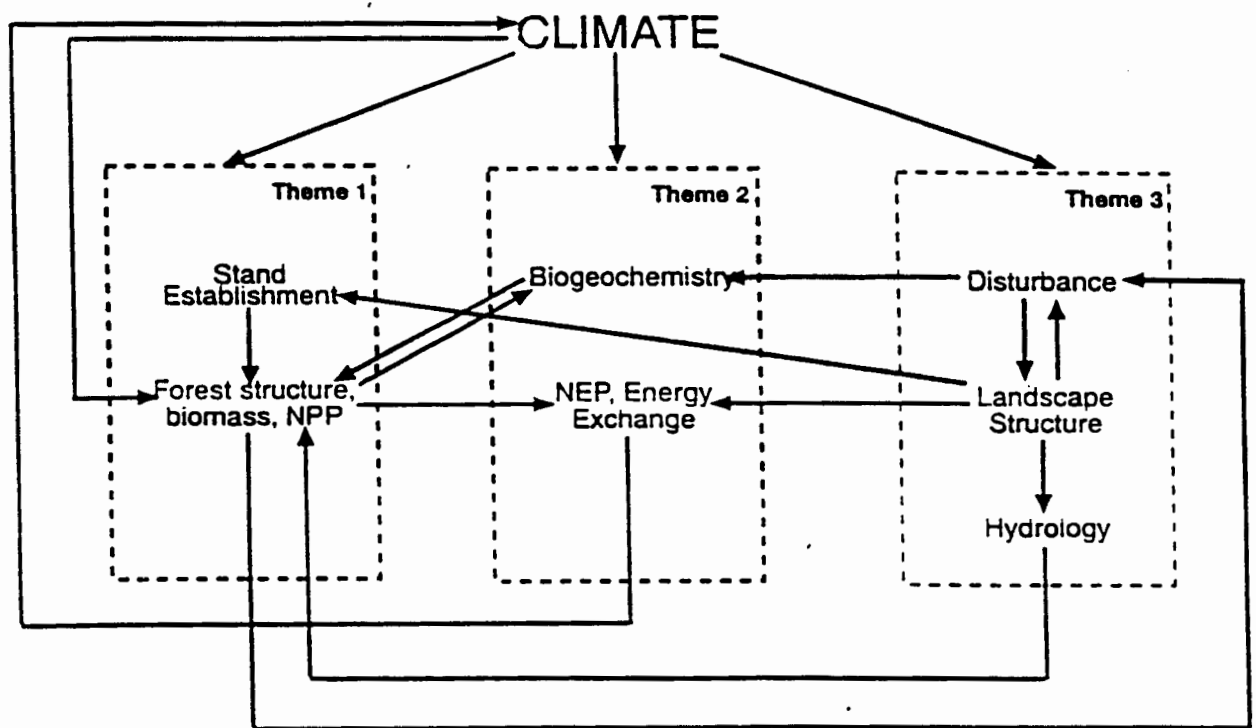 CLIMATE
Theme 1
Stand
Establishment
Forest structure,
biomass, NPP
Theme 2
Biogeochemistry
NEP, Energy
Exchange
Theme 3
Disturbance
Landscape
Structure
Hydrology